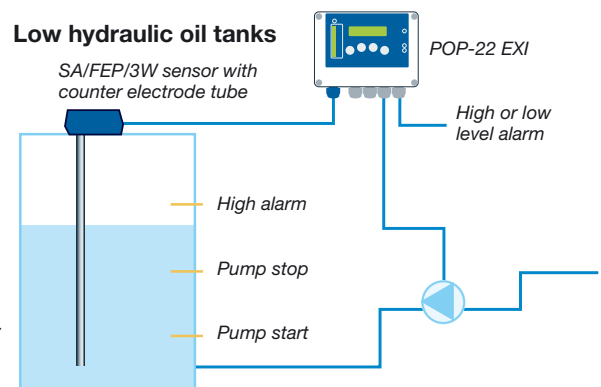 Low hydraulic oil tanks
SA/FEP/3W sensor with
counter electrode tube
POP-22 EXI
High or low
level alarm
High alarm
Pump stop
Pump start